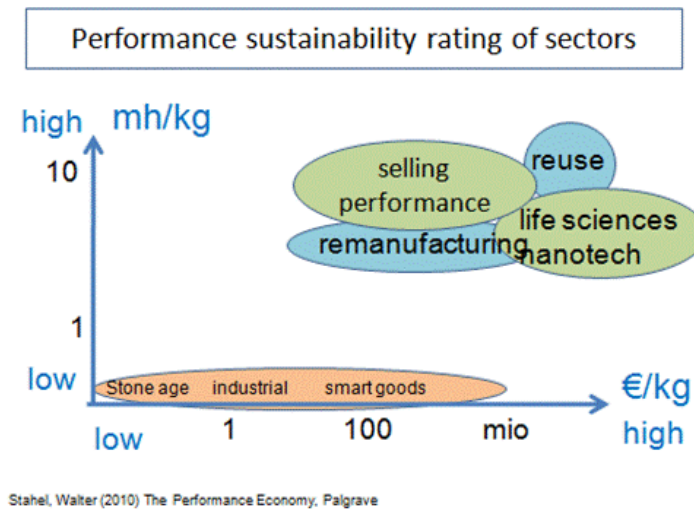 Performance sustainability rating of sectors
high mh/kg
10
selling
performance
reuse
remanufacturing
life sciences
nanotech
1
low
Stone age industrial smart goods
€/kg
low 1 100 mio high
Stahel, Walter (2010) The Performance Economy, Palgrave